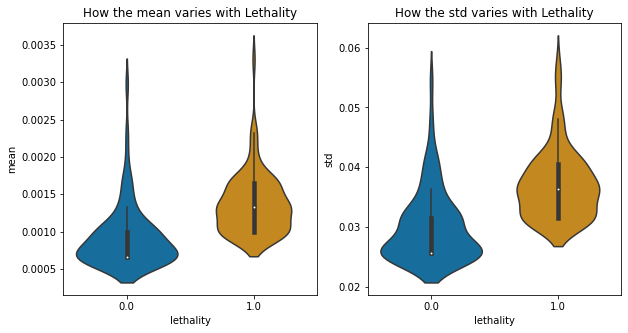 How the mean varies with Lethality
How the std varies with Lethality
0.0035
0.0030
0.0025
0.0020
0.0015
0.0010
0.0005
mean
0.0
1.0
lethality
0.06
0.05
0.04
0.03
0.02
std
0.0
1.0
lethality